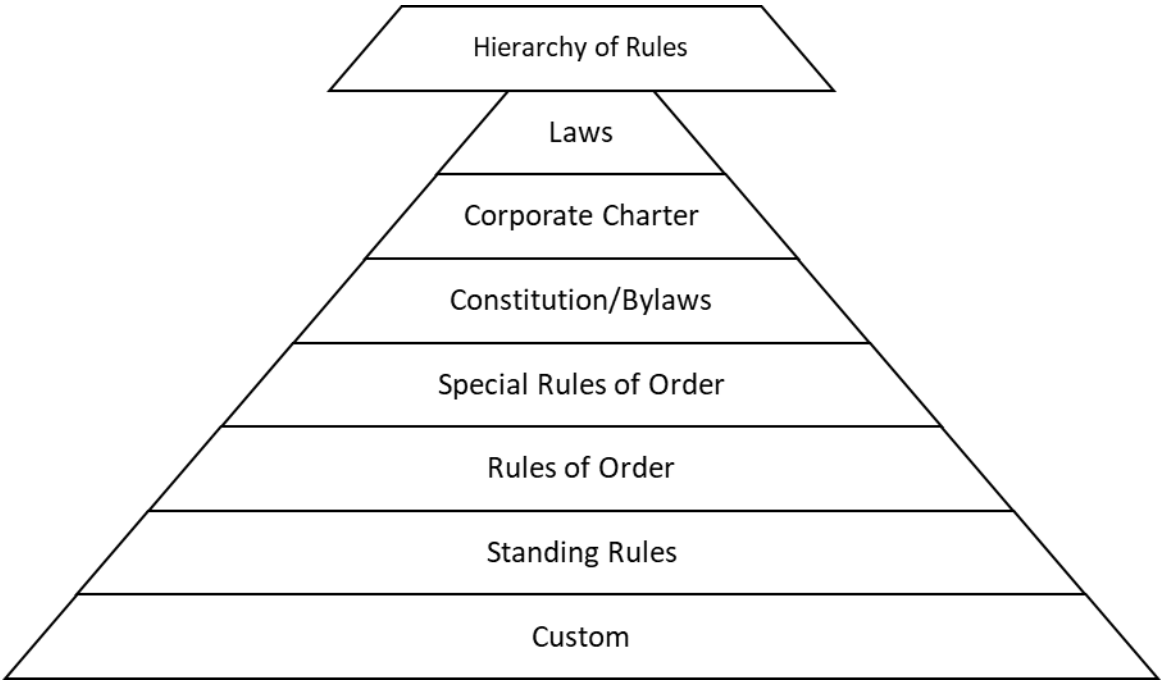 Hierarchy of Rules
Laws
Corporate Charter
Constitution/Bylaws
Special Rules of Order
Rules of Order
Standing Rules
Custom